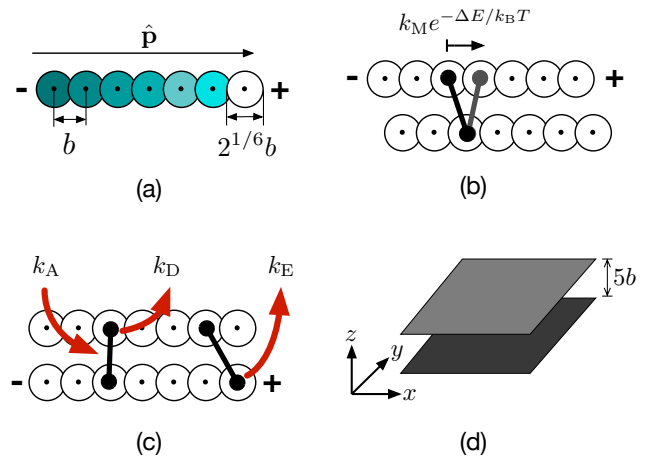 p̂
- +
b
2^{1/6}b
(a)
k_M e^{-ΔE/k_B T}
- +
(b)
k_A k_D k_E
- +
(c)
5b
z
y
x
(d)